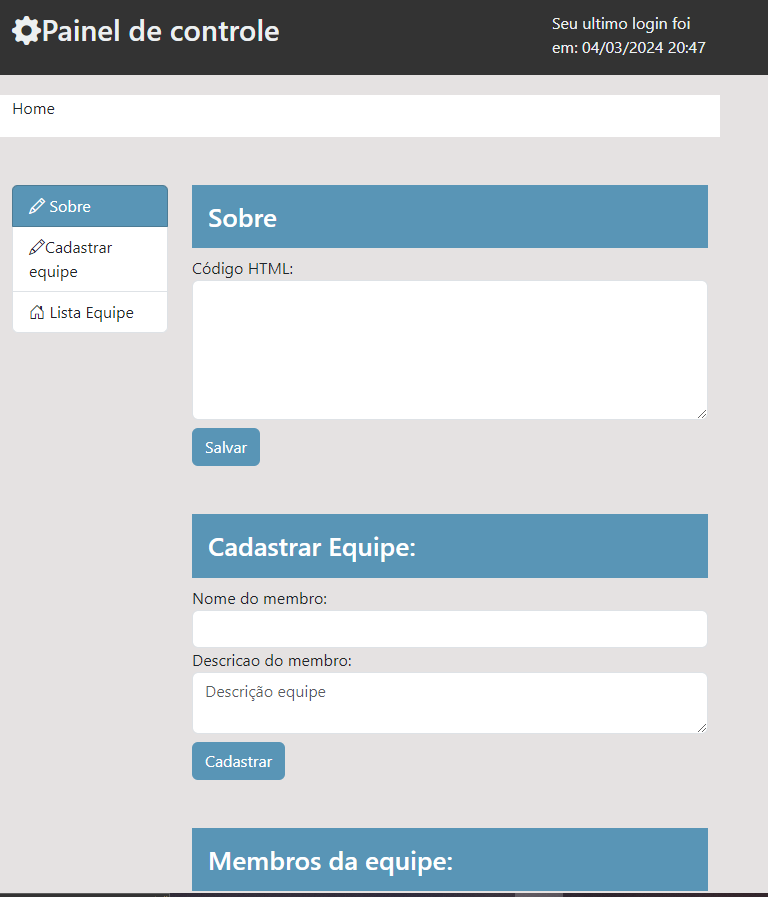 Painel de controle
Seu ultimo login foi
em: 04/03/2024 20:47
Home
Sobre
Cadastrar
equipe
Lista Equipe
Sobre
Código HTML:
Salvar
Cadastrar Equipe:
Nome do membro:
Descricao do membro:
Descrição equipe
Cadastrar
Membros da equipe: